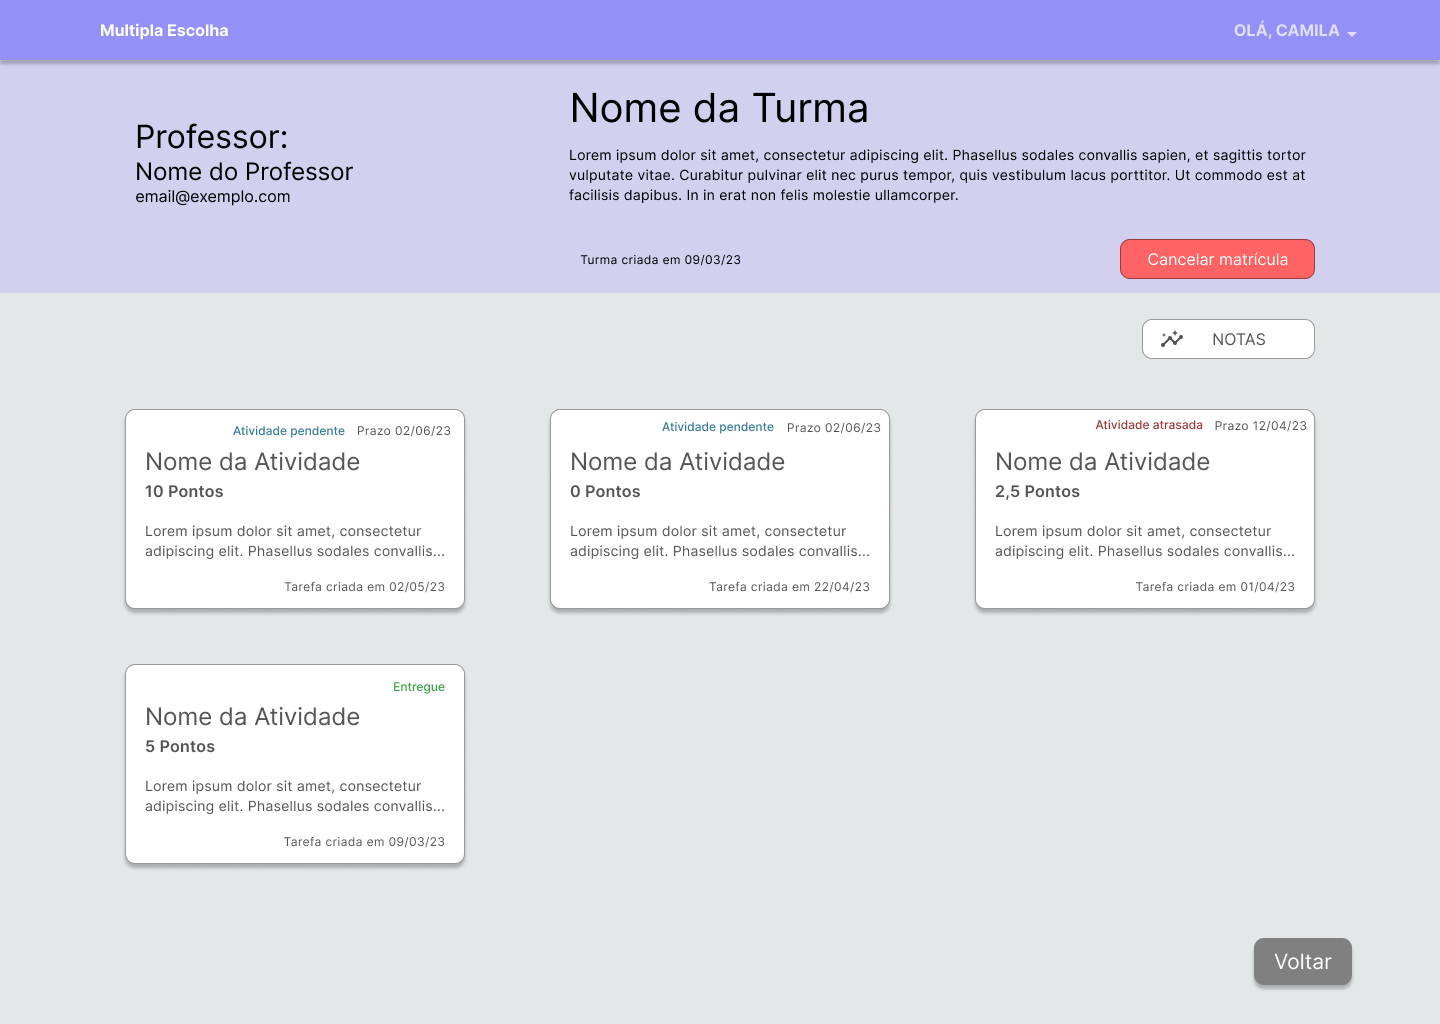 Multipla Escolha
OLÁ, CAMILA
Professor:
Nome do Professor
email@exemplo.com
Nome da Turma
Lorem ipsum dolor sit amet, consectetur adipiscing elit. Phasellus sodales convallis sapien, et sagittis tortor
vulputate vitae. Curabitur pulvinar elit nec purus tempor, quis vestibulum lacus porttitor. Ut commodo est at
facilisis dapibus. In in erat non felis molestie ullamcorper.
Turma criada em 09/03/23
Cancelar matrícula
NOTAS
Atividade pendente Prazo 02/06/23
Nome da Atividade
10 Pontos
Lorem ipsum dolor sit amet, consectetur
adipiscing elit. Phasellus sodales convallis...
Tarefa criada em 02/05/23
Atividade pendente Prazo 02/06/23
Nome da Atividade
0 Pontos
Lorem ipsum dolor sit amet, consectetur
adipiscing elit. Phasellus sodales convallis...
Tarefa criada em 22/04/23
Atividade atrasada Prazo 12/04/23
Nome da Atividade
2,5 Pontos
Lorem ipsum dolor sit amet, consectetur
adipiscing elit. Phasellus sodales convallis...
Tarefa criada em 01/04/23
Entregue
Nome da Atividade
5 Pontos
Lorem ipsum dolor sit amet, consectetur
adipiscing elit. Phasellus sodales convallis...
Tarefa criada em 09/03/23
Voltar